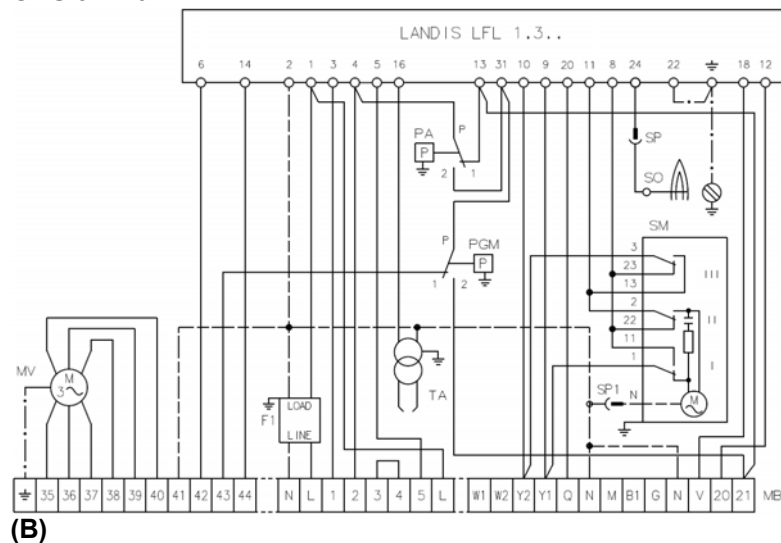 LANDIS LFL 1.3..
6 14 2 1 3 4 5 16 13 31 10 9 20 11 8 24 22 18 12
P
PA
P
2 1
SP
SO
SM
P
PGM
P
1 2
3
23
13
III
2
22
II
11
1
I
MV
M
3
F1
LOAD
LINE
TA
SP1
N
M
35 36 37 38 39 40 41 42 43 44 N L 1 2 3 4 5 L W1 W2 Y2 Y1 Q N M B1 G N V 20 21 MB
(B)